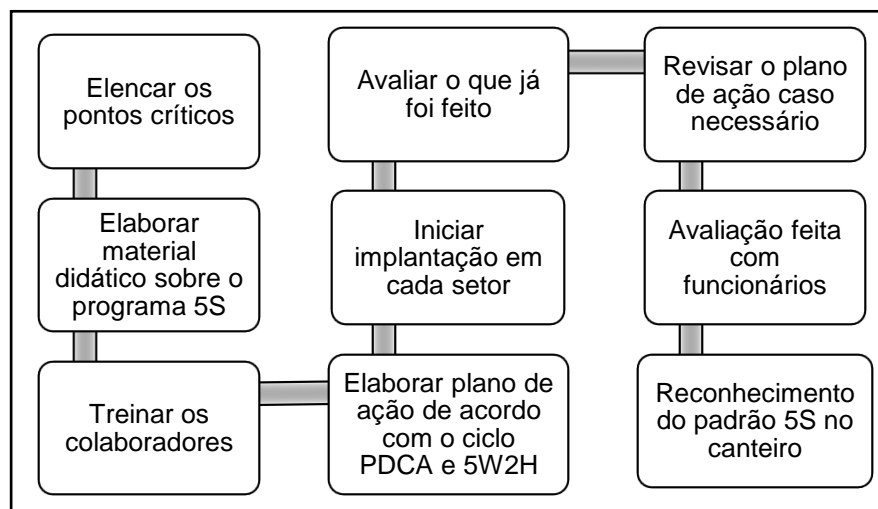 Elencar os
pontos críticos
Elaborar
material
didático sobre o
programa 5S
Treinar os
colaboradores
Elaborar plano de
ação de acordo
com o ciclo
PDCA e 5W2H
Iniciar
implantação em
cada setor
Avaliar o que já
foi feito
Revisar o plano
de ação caso
necessário
Avaliação feita
com
funcionários
Reconhecimento
do padrão 5S no
canteiro